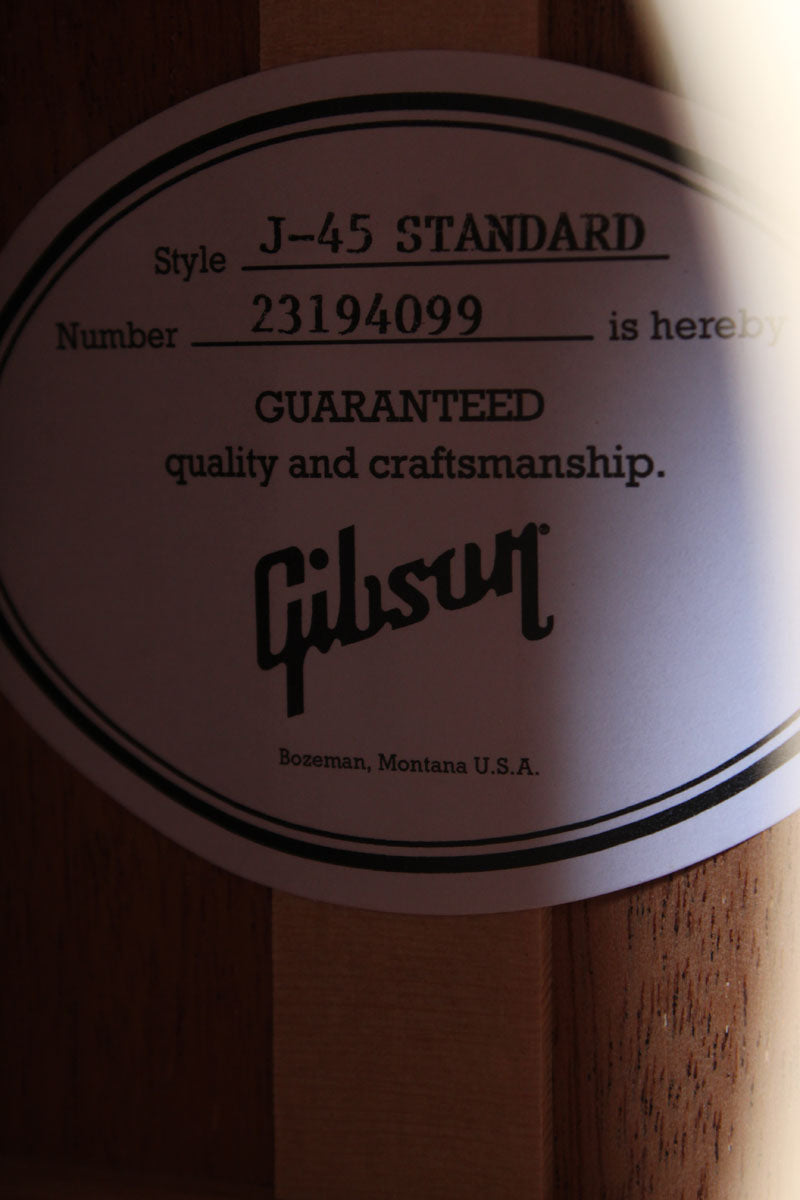 Style J-45 STANDARD
Number 23194099 is hereby
GUARANTEED
quality and craftsmanship.
Gibson®
Bozeman, Montana U.S.A.